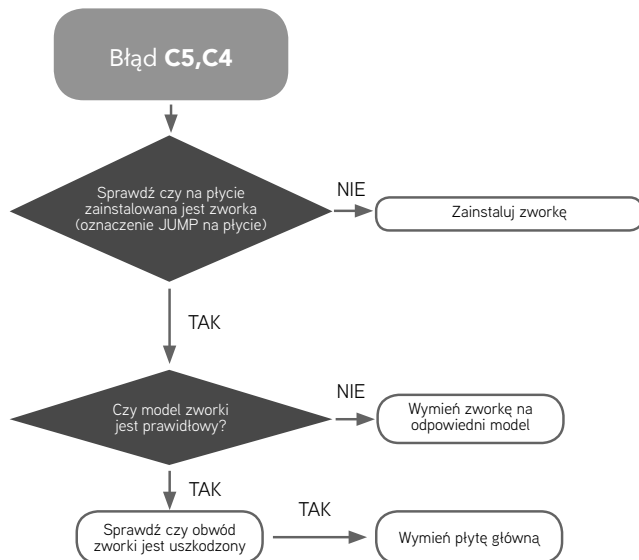 Błąd C5,C4
Sprawdź czy na płycie
zainstalowana jest zworka
(oznaczenie JUMP na płycie)
NIE
Zainstaluj zworkę
TAK
Czy model zworki
jest prawidłowy?
NIE
Wymień zworkę na
odpowiedni model
TAK
Sprawdź czy obwód
zworki jest uszkodzony
TAK
Wymień płytę główną